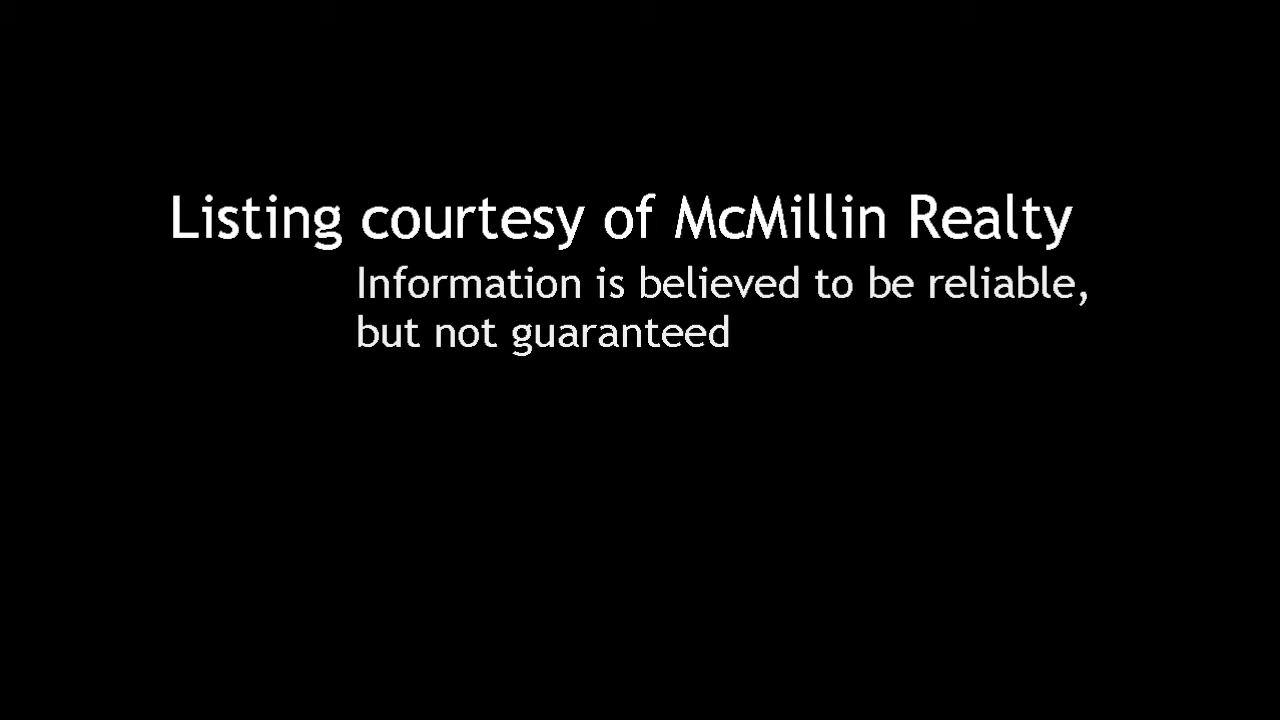 Listing courtesy of McMillin Realty
Information is believed to be reliable,
but not guaranteed